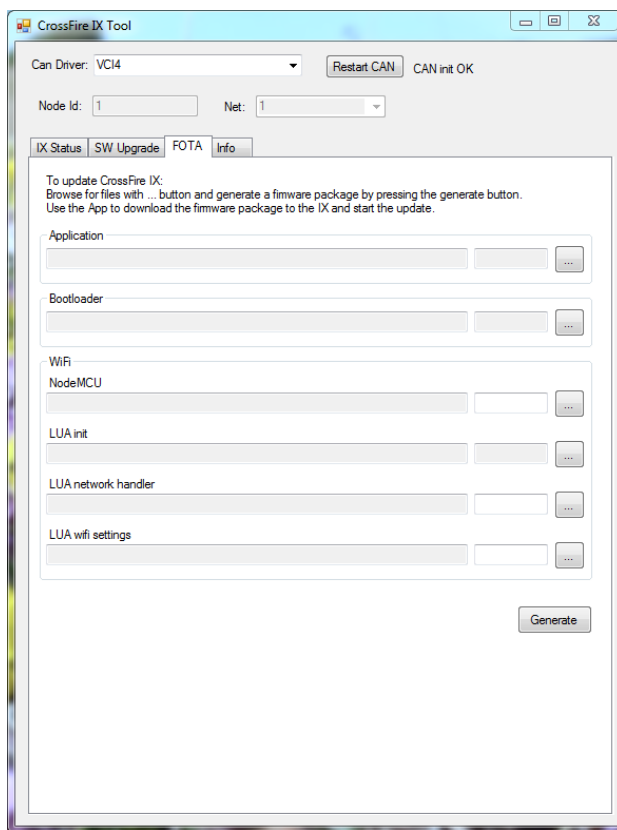 CrossFire IX Tool
Can Driver: VCI4 Restart CAN CAN init OK
Node Id: 1 Net: 1
IX Status SW Upgrade FOTA Info
To update CrossFire IX:
Browse for files with ... button and generate a fimware package by pressing the generate button.
Use the App to download the firmware package to the IX and start the update.
Application
...
Bootloader
...
WiFi
NodeMCU
...
LUA init
...
LUA network handler
...
LUA wifi settings
...
Generate